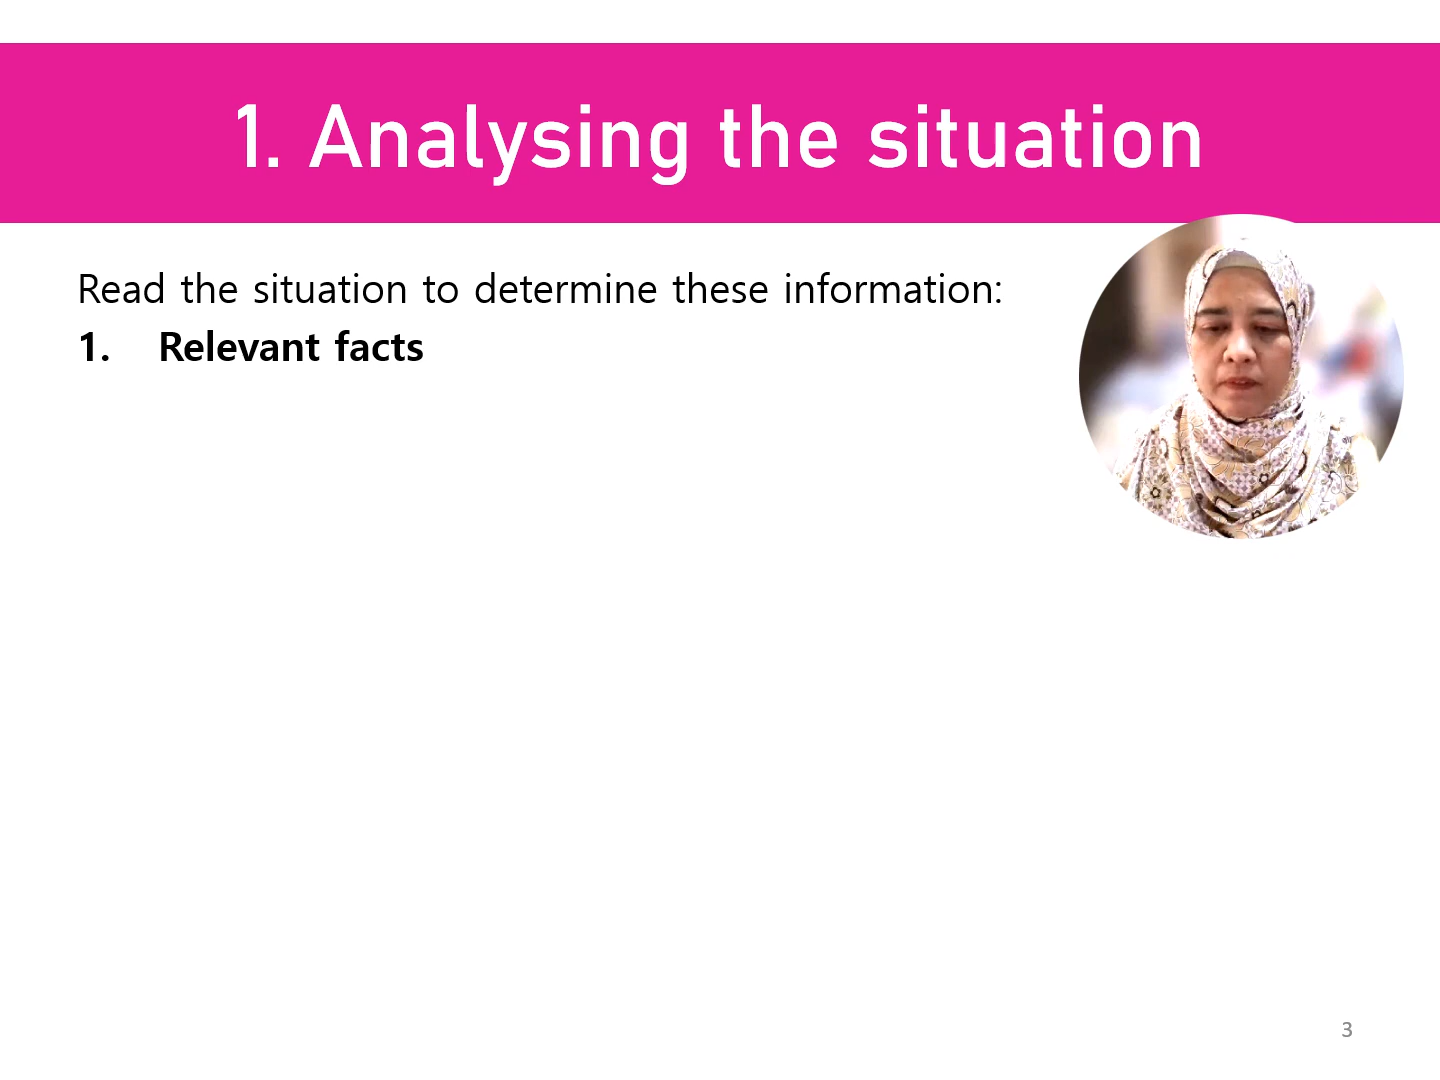 1. Analysing the situation
Read the situation to determine these information:
1. Relevant facts
3